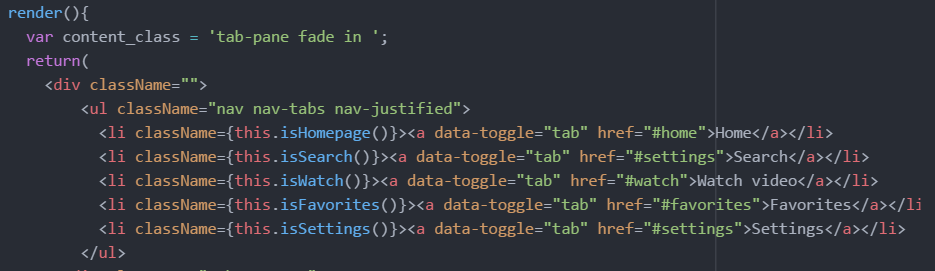 render(){
var content_class = 'tab-pane fade in ';
return(
<div className="">
<ul className="nav nav-tabs nav-justified">
<li className={this.isHomepage()}><a data-toggle="tab" href="#home">Home</a></li>
<li className={this.isSearch()}><a data-toggle="tab" href="#settings">Search</a></li>
<li className={this.isWatch()}><a data-toggle="tab" href="#watch">Watch video</a></li>
<li className={this.isFavorites()}><a data-toggle="tab" href="#favorites">Favorites</a></li
<li className={this.isSettings()}><a data-toggle="tab" href="#settings">Settings</a></li>
</ul>